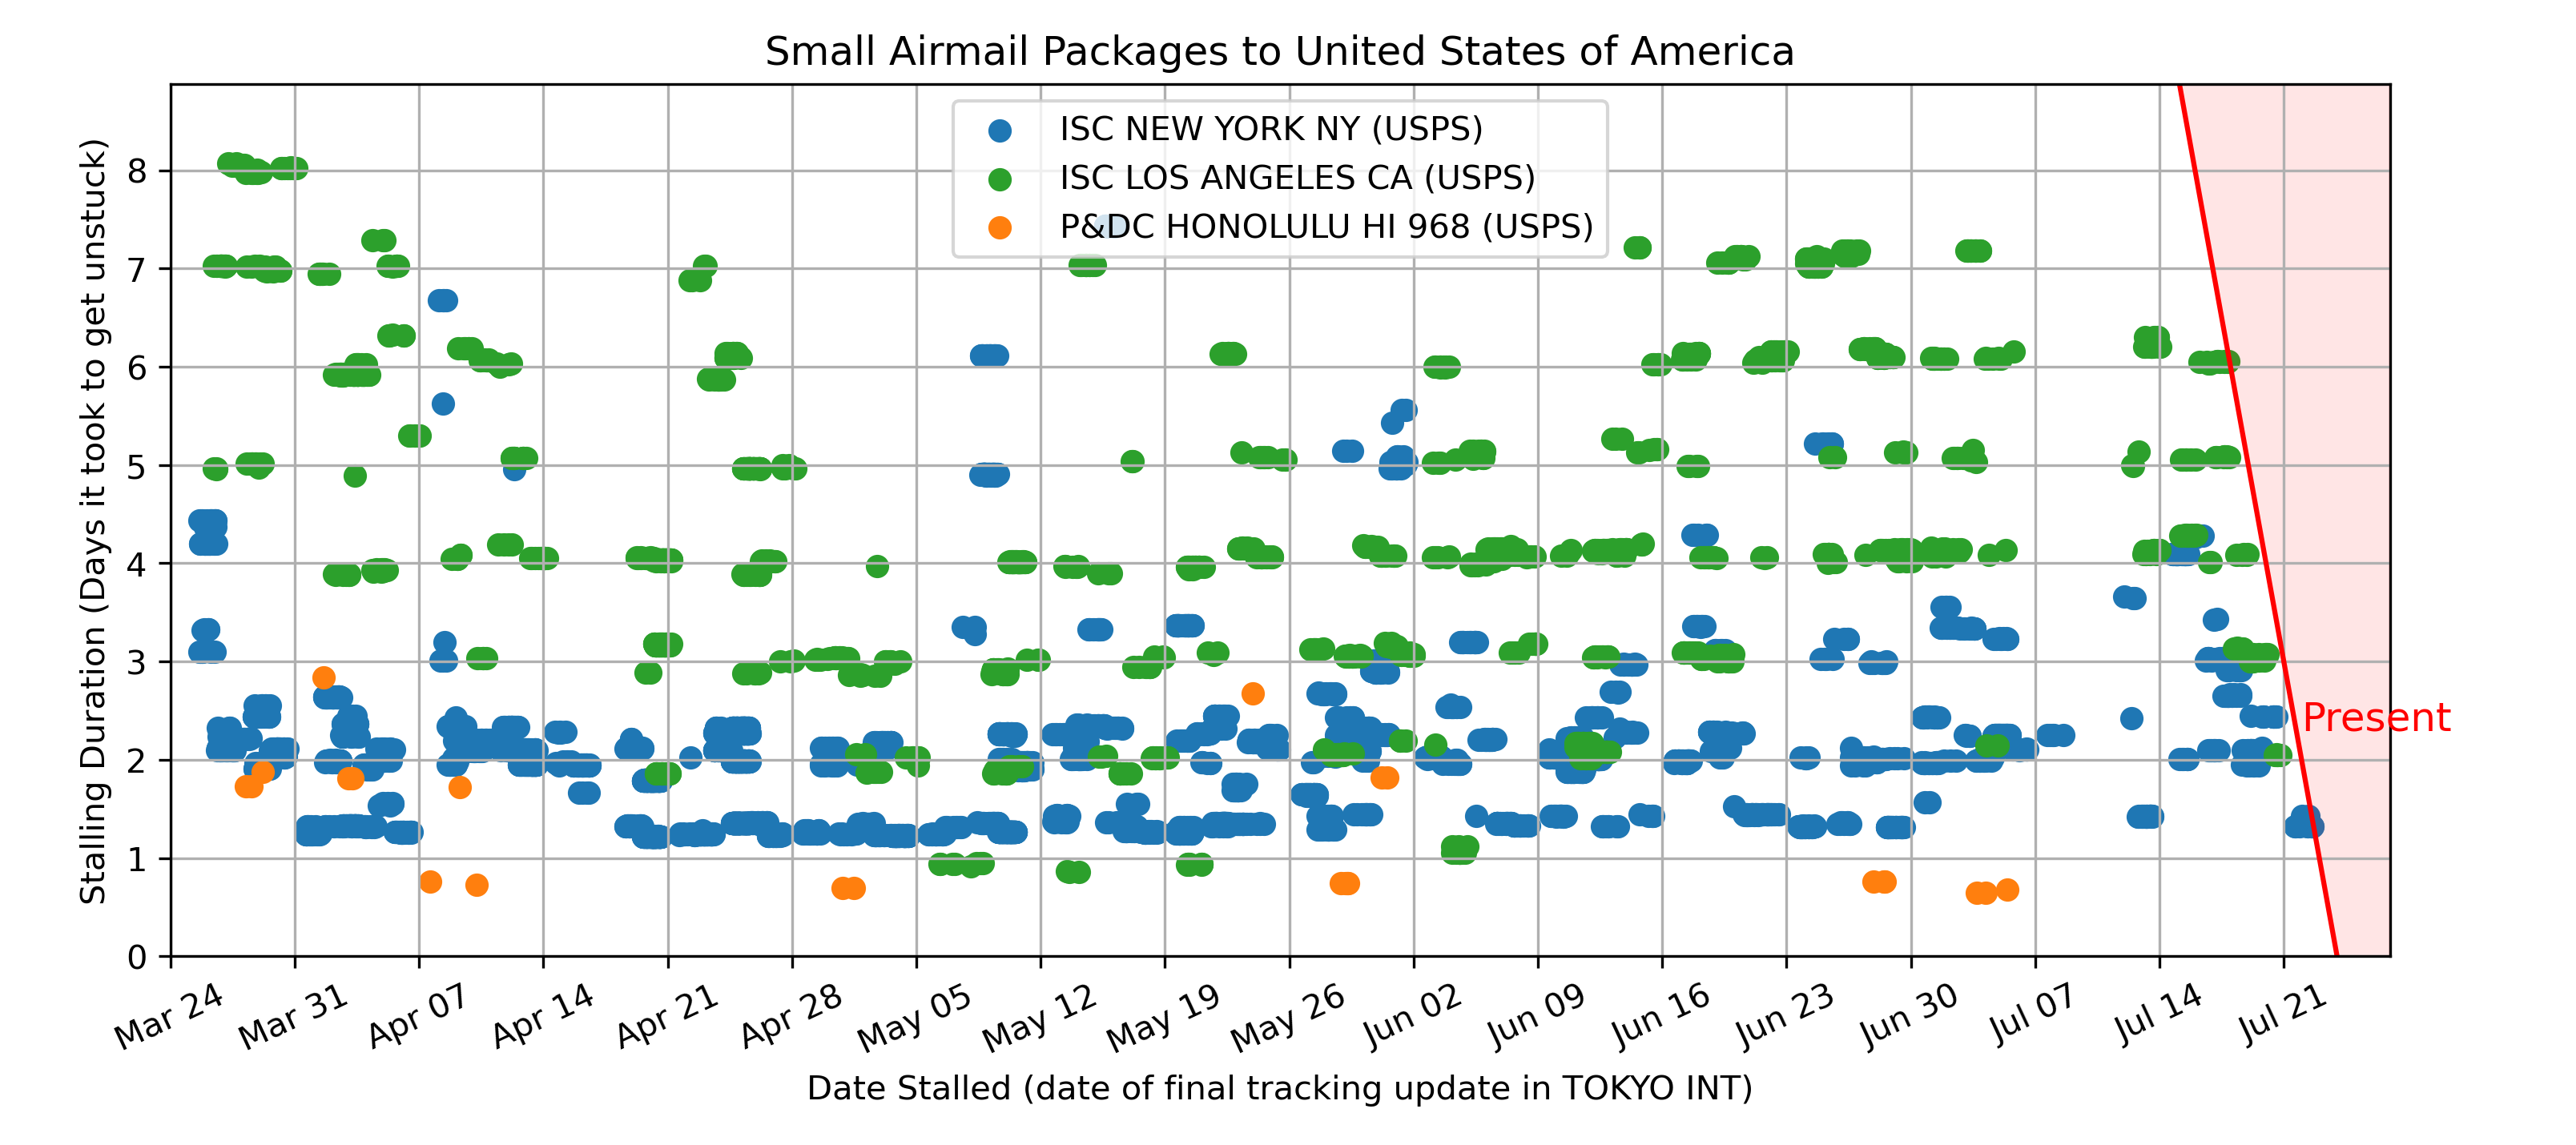 Small Airmail Packages to United States of America
ISC NEW YORK NY (USPS)
ISC LOS ANGELES CA (USPS)
P&DC HONOLULU HI 968 (USPS)
Stalling Duration (Days it took to get unstuck)
8
7
6
5
4
3
2
1
0
Present
Mar 24
Mar 31
Apr 07
Apr 14
Apr 21
Apr 28
May 05
May 12
May 19
May 26
Jun 02
Jun 09
Jun 16
Jun 23
Jun 30
Jul 07
Jul 14
Jul 21
Date Stalled (date of final tracking update in TOKYO INT)